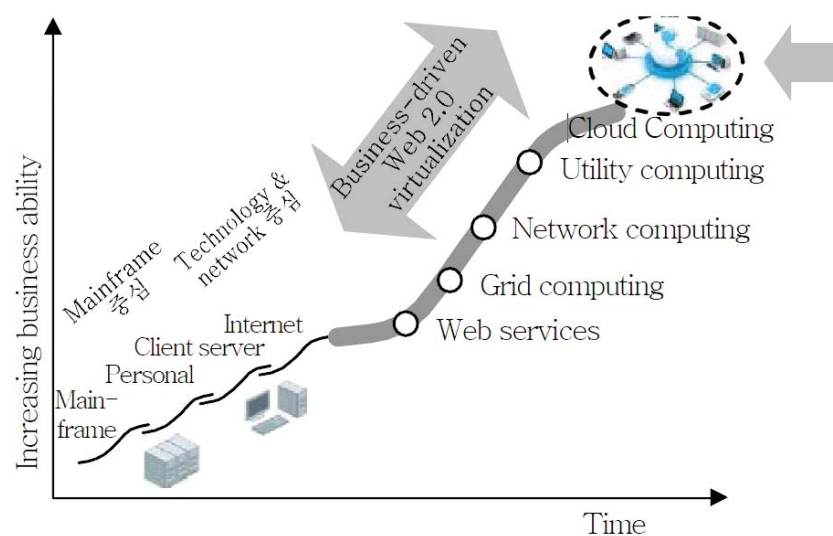 Increasing business ability
Time
Mainframe
중심
Technology &
network 중심
Business-driven
Web 2.0
virtualization
Main-
frame
Personal
Client server
Internet
Cloud Computing
Utility computing
Network computing
Grid computing
Web services